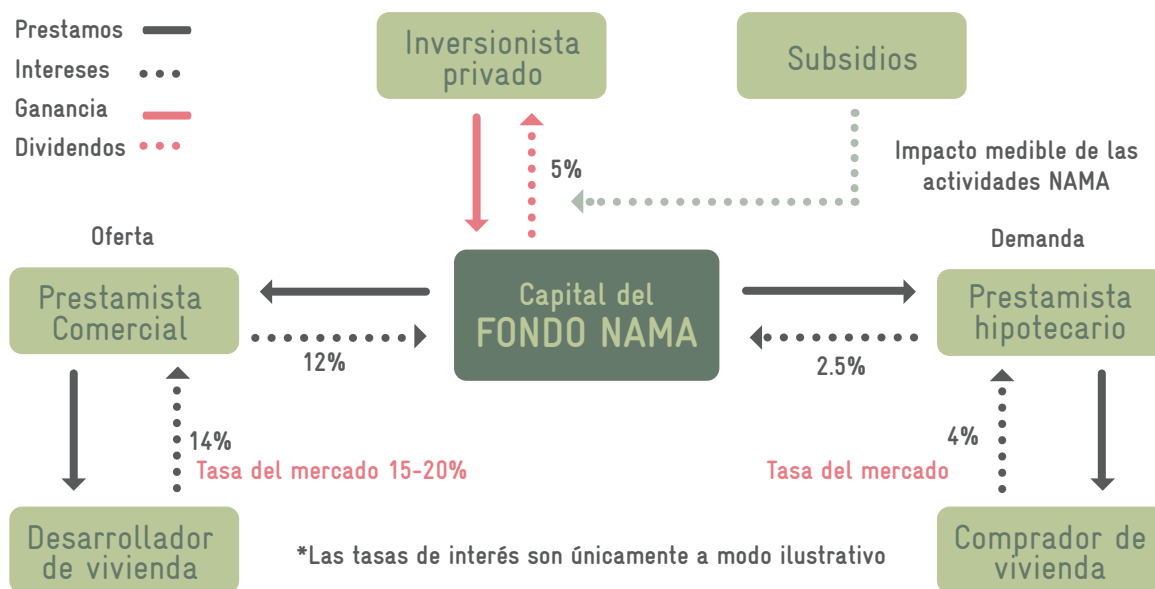 Prestamos
Intereses
Ganancia
Dividendos
Inversionista
privado
Subsidios
5%
Impacto medible de las
actividades NAMA
Oferta
Demanda
Prestamista
Comercial
Capital del
FONDO NAMA
Prestamista
hipotecario
12%
2.5%
14%
Tasa del mercado 15-20%
4%
Tasa del mercado
Desarrollador
de vivienda
*Las tasas de interés son únicamente a modo ilustrativo
Comprador de
vivienda